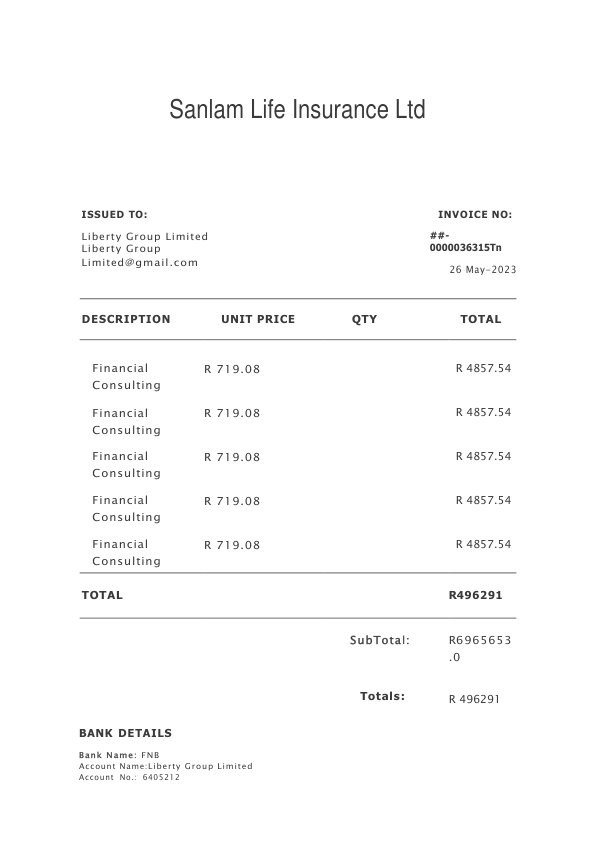 Sanlam Life Insurance Ltd
ISSUED TO:
INVOICE NO:
Liberty Group Limited
Liberty Group
Limited@gmail.com
##-
0000036315Tn
26 May–2023
DESCRIPTION UNIT PRICE QTY TOTAL
Financial R 719.08 R 4857.54
Consulting
Financial R 719.08 R 4857.54
Consulting
Financial R 719.08 R 4857.54
Consulting
Financial R 719.08 R 4857.54
Consulting
Financial R 719.08 R 4857.54
Consulting
TOTAL R496291
SubTotal: R6965653
.0
Totals: R 496291
BANK DETAILS
Bank Name: FNB
Account Name:Liberty Group Limited
Account No.: 6405212